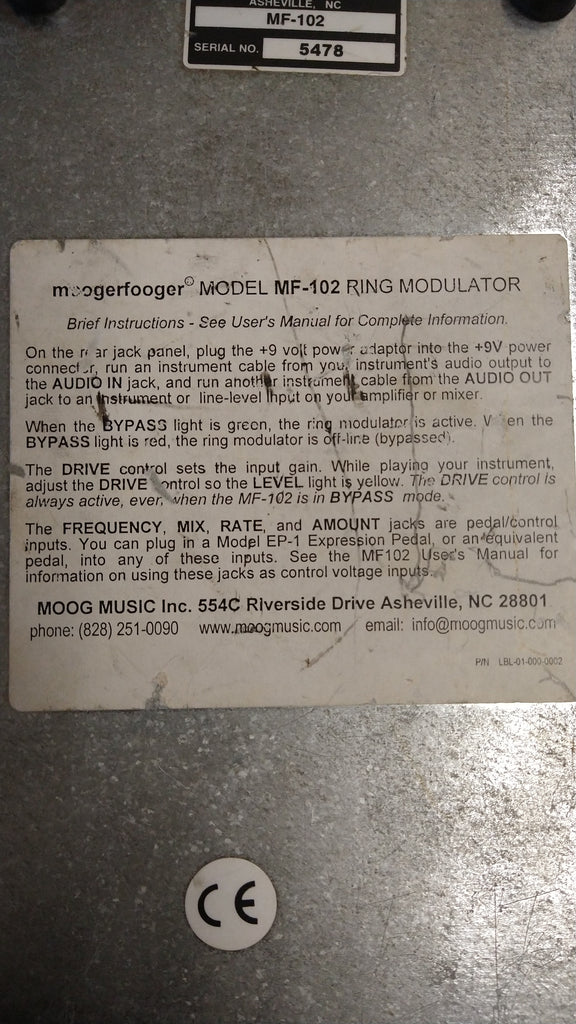 ASHEVILLE, NC
MF-102
SERIAL NO. 5478
moogerfooger® MODEL MF-102 RING MODULATOR
Brief Instructions - See User's Manual for Complete Information.
On the rear jack panel, plug the +9 volt power adaptor into the +9V power
connector, run an instrument cable from your instrument's audio output to
the AUDIO IN jack, and run another instrument cable from the AUDIO OUT
jack to an instrument or line-level input on your amplifier or mixer.
When the BYPASS light is green, the ring modulator is active. When the
BYPASS light is red, the ring modulator is off-line (bypassed).
The DRIVE control sets the input gain. While playing your instrument,
adjust the DRIVE control so the LEVEL light is yellow. The DRIVE control is
always active, even when the MF-102 is in BYPASS mode.
The FREQUENCY, MIX, RATE, and AMOUNT jacks are pedal/control
inputs. You can plug in a Model EP-1 Expression Pedal, or an equivalent
pedal, into any of these inputs. See the MF102 User's Manual for
information on using these jacks as control voltage inputs.
MOOG MUSIC Inc. 554C Riverside Drive Asheville, NC 28801
phone: (828) 251-0090 www.moogmusic.com email: info@moogmusic.com
P/N LBL-01-000-0002
CE